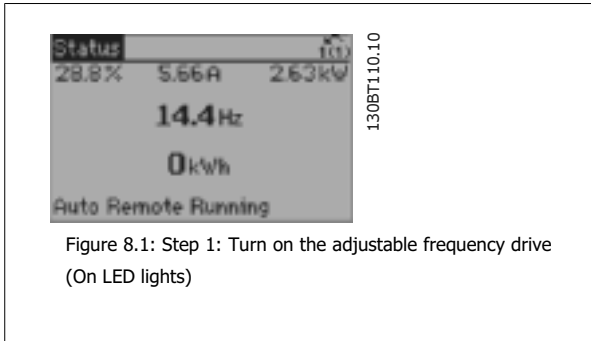 Status
1(1)
28.8% 5.66A 2.63kW
14.4Hz
0kWh
Auto Remote Running
130BT110.10
Figure 8.1: Step 1: Turn on the adjustable frequency drive
(On LED lights)